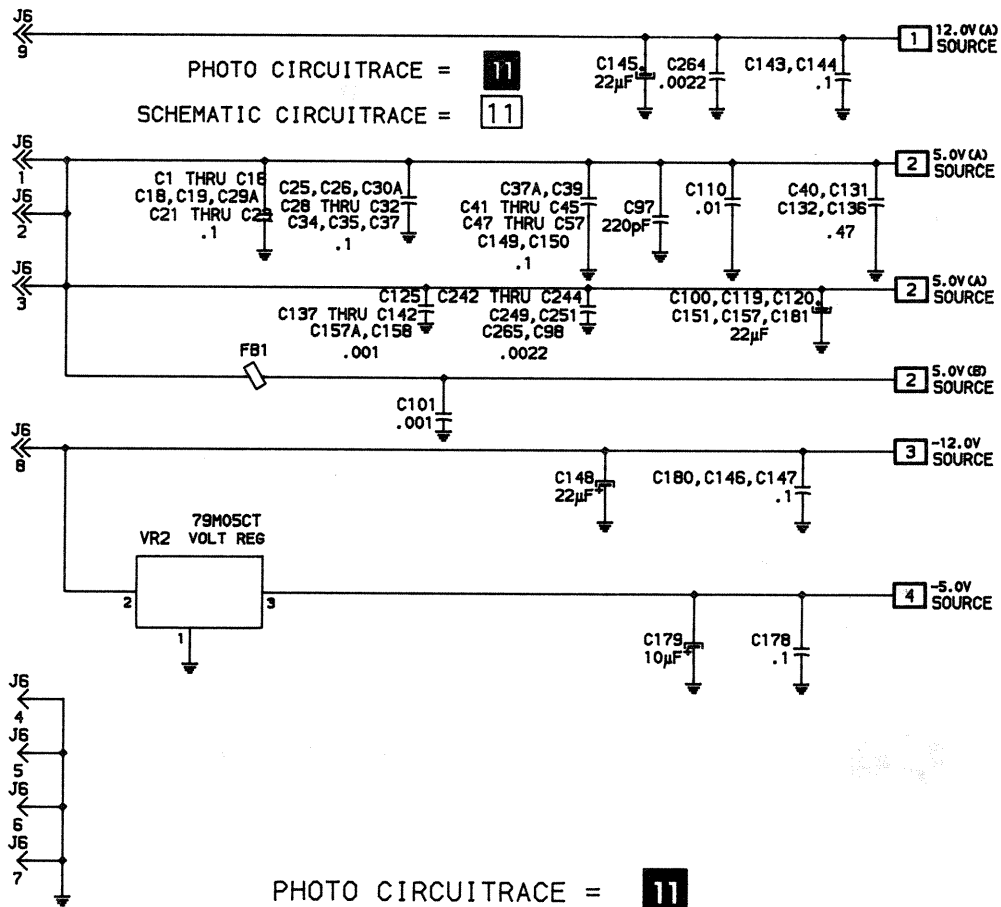 J6
9
12.0V(A)
1
SOURCE
PHOTO CIRCUITRACE = 11
SCHEMATIC CIRCUITRACE = 11
C145
22µF
C264
.0022
C143,C144
.1
J6
1
5.0V(A)
2
SOURCE
J6
2
C1 THRU C16
C18,C19,C29A
C21 THRU
.1
C25,C26,C30A
C28 THRU C32
C34,C35,C37
.1
C37A,C39
C41 THRU C45
C47 THRU C57
C149,C150
.1
C97
220pF
C110
.01
C40,C131
C132,C136
.47
J6
3
5.0V(A)
2
SOURCE
C125
C137 THRU C142
C157A,C158
.001
C242 THRU C244
C249,C251
C265,C98
.0022
C100,C119,C120
C151,C157,C181
22µF
FB1
5.0V(B)
2
SOURCE
C101
.001
J6
8
-12.0V
3
SOURCE
C148
22µF
C180,C146,C147
.1
79M05CT
VR2 VOLT REG
2
3
1
-5.0V
4
SOURCE
C179
10µF
C178
.1
J6
4
J6
5
J6
6
J6
7
PHOTO CIRCUITRACE = 11